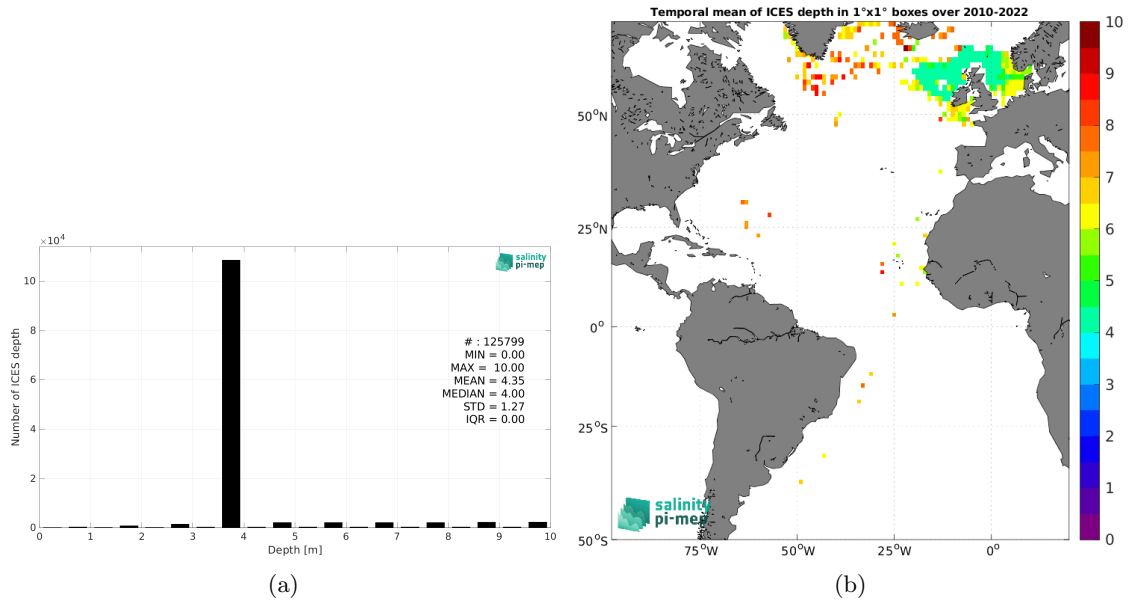 ×10⁴
10
8
6
4
2
0
Number of ICES depth
0 1 2 3 4 5 6 7 8 9 10
Depth [m]
salinity
pi-mep
# : 125799
MIN = 0.00
MAX = 10.00
MEAN = 4.35
MEDIAN = 4.00
STD = 1.27
IQR = 0.00
(a)
Temporal mean of ICES depth in 1°x1° boxes over 2010-2022
50°N
25°N
0°
25°S
50°S
75°W 50°W 25°W 0°
salinity
pi-mep
10
9
8
7
6
5
4
3
2
1
0
(b)